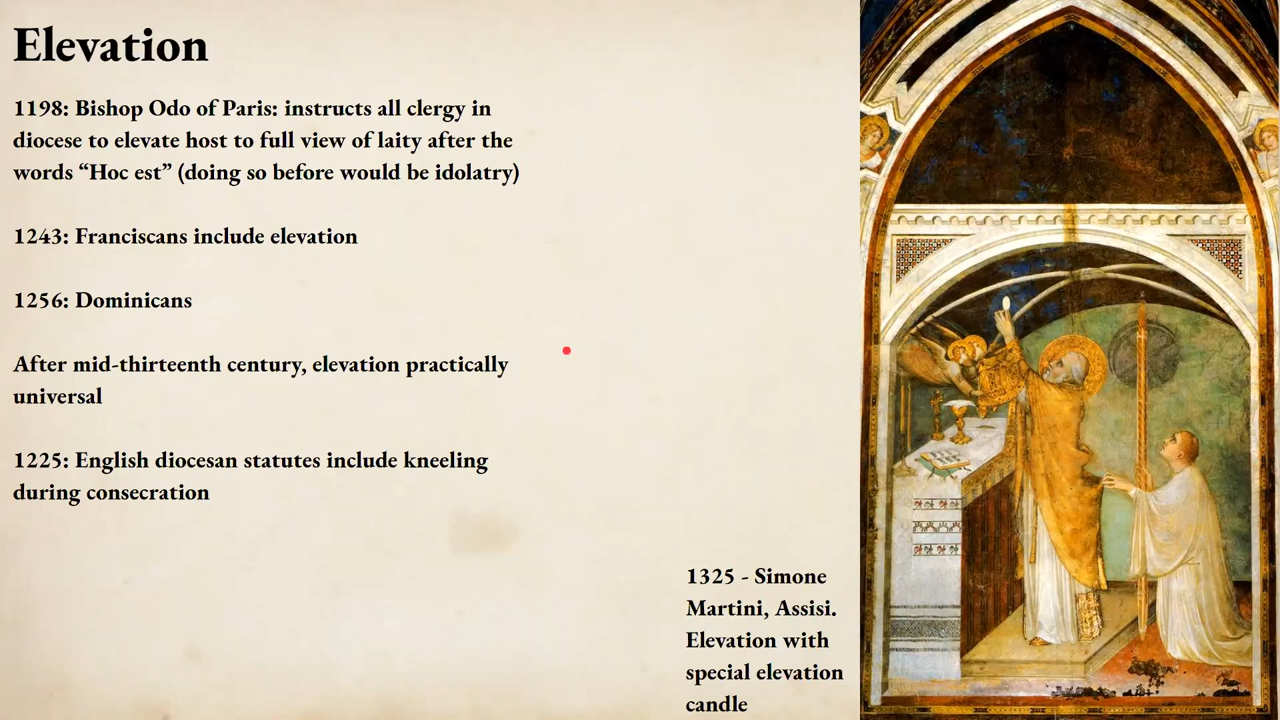 Elevation
1198: Bishop Odo of Paris: instructs all clergy in
diocese to elevate host to full view of laity after the
words “Hoc est” (doing so before would be idolatry)
1243: Franciscans include elevation
1256: Dominicans
After mid-thirteenth century, elevation practically
universal
1225: English diocesan statutes include kneeling
during consecration
1325 - Simone
Martini, Assisi.
Elevation with
special elevation
candle